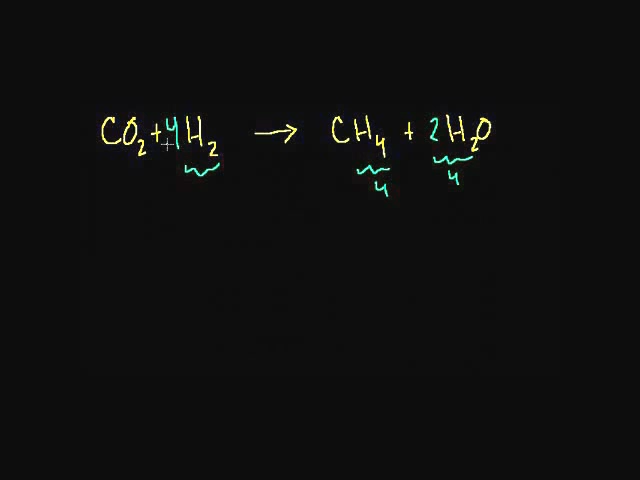 CO₂ + 4H₂ → CH₄ + 2H₂O
4 4